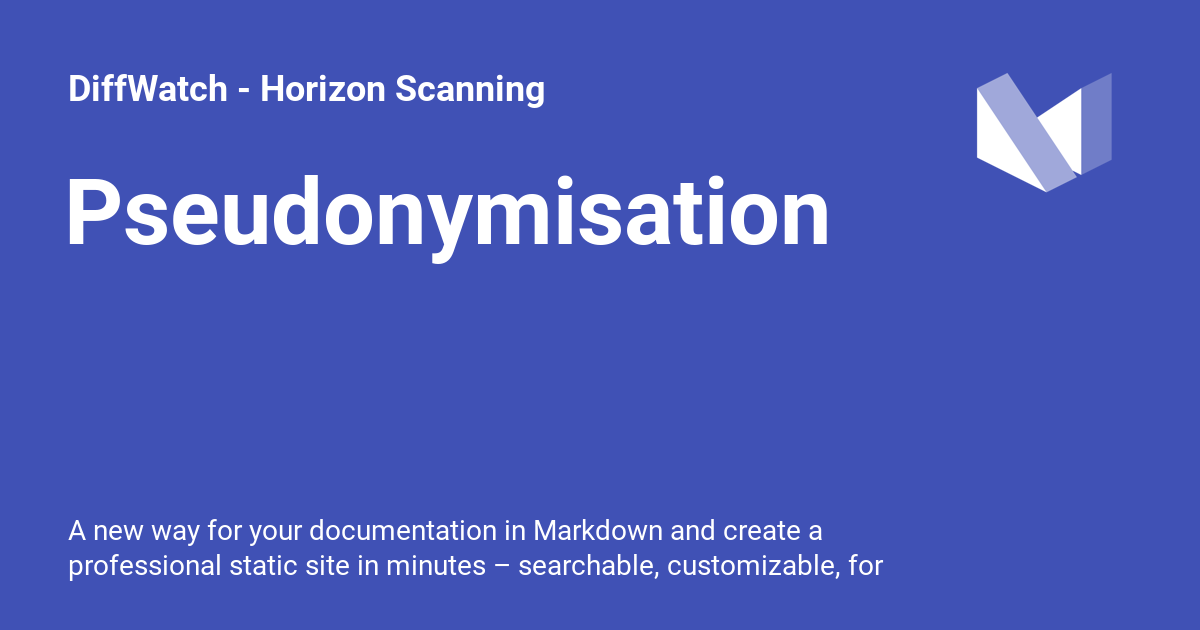 DiffWatch - Horizon Scanning
Pseudonymisation
A new way for your documentation in Markdown and create a
professional static site in minutes – searchable, customizable, for